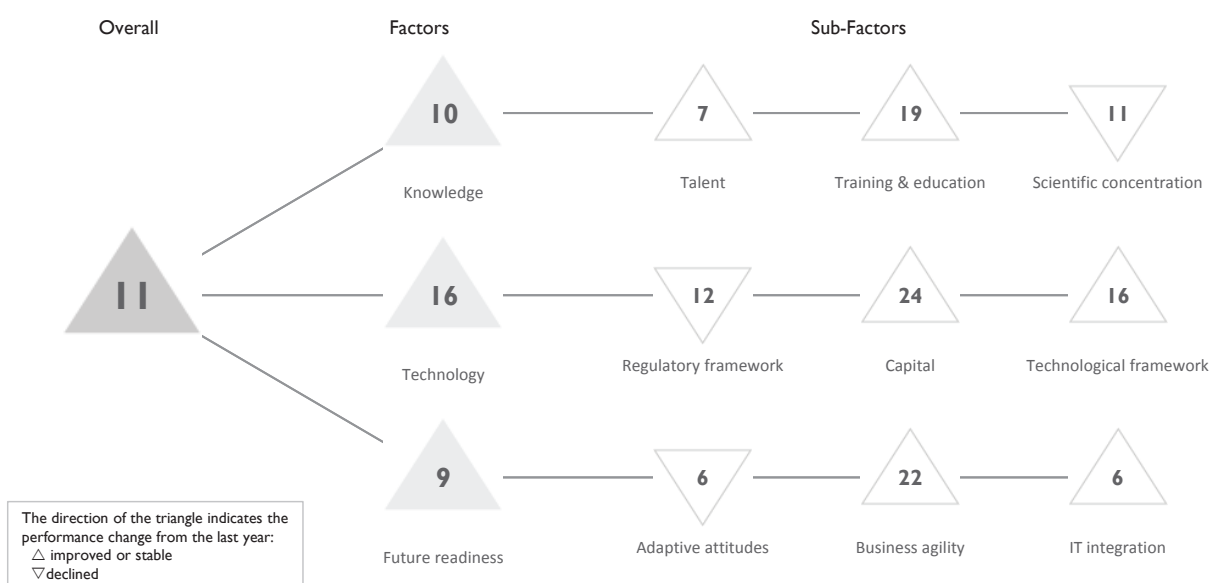 Overall Factors Sub-Factors
10 7 19 11
Knowledge Talent Training & education Scientific concentration
11 16 12 24 16
Technology Regulatory framework Capital Technological framework
9 6 22 6
Future readiness Adaptive attitudes Business agility IT integration
The direction of the triangle indicates the
performance change from the last year:
△ improved or stable
▽ declined